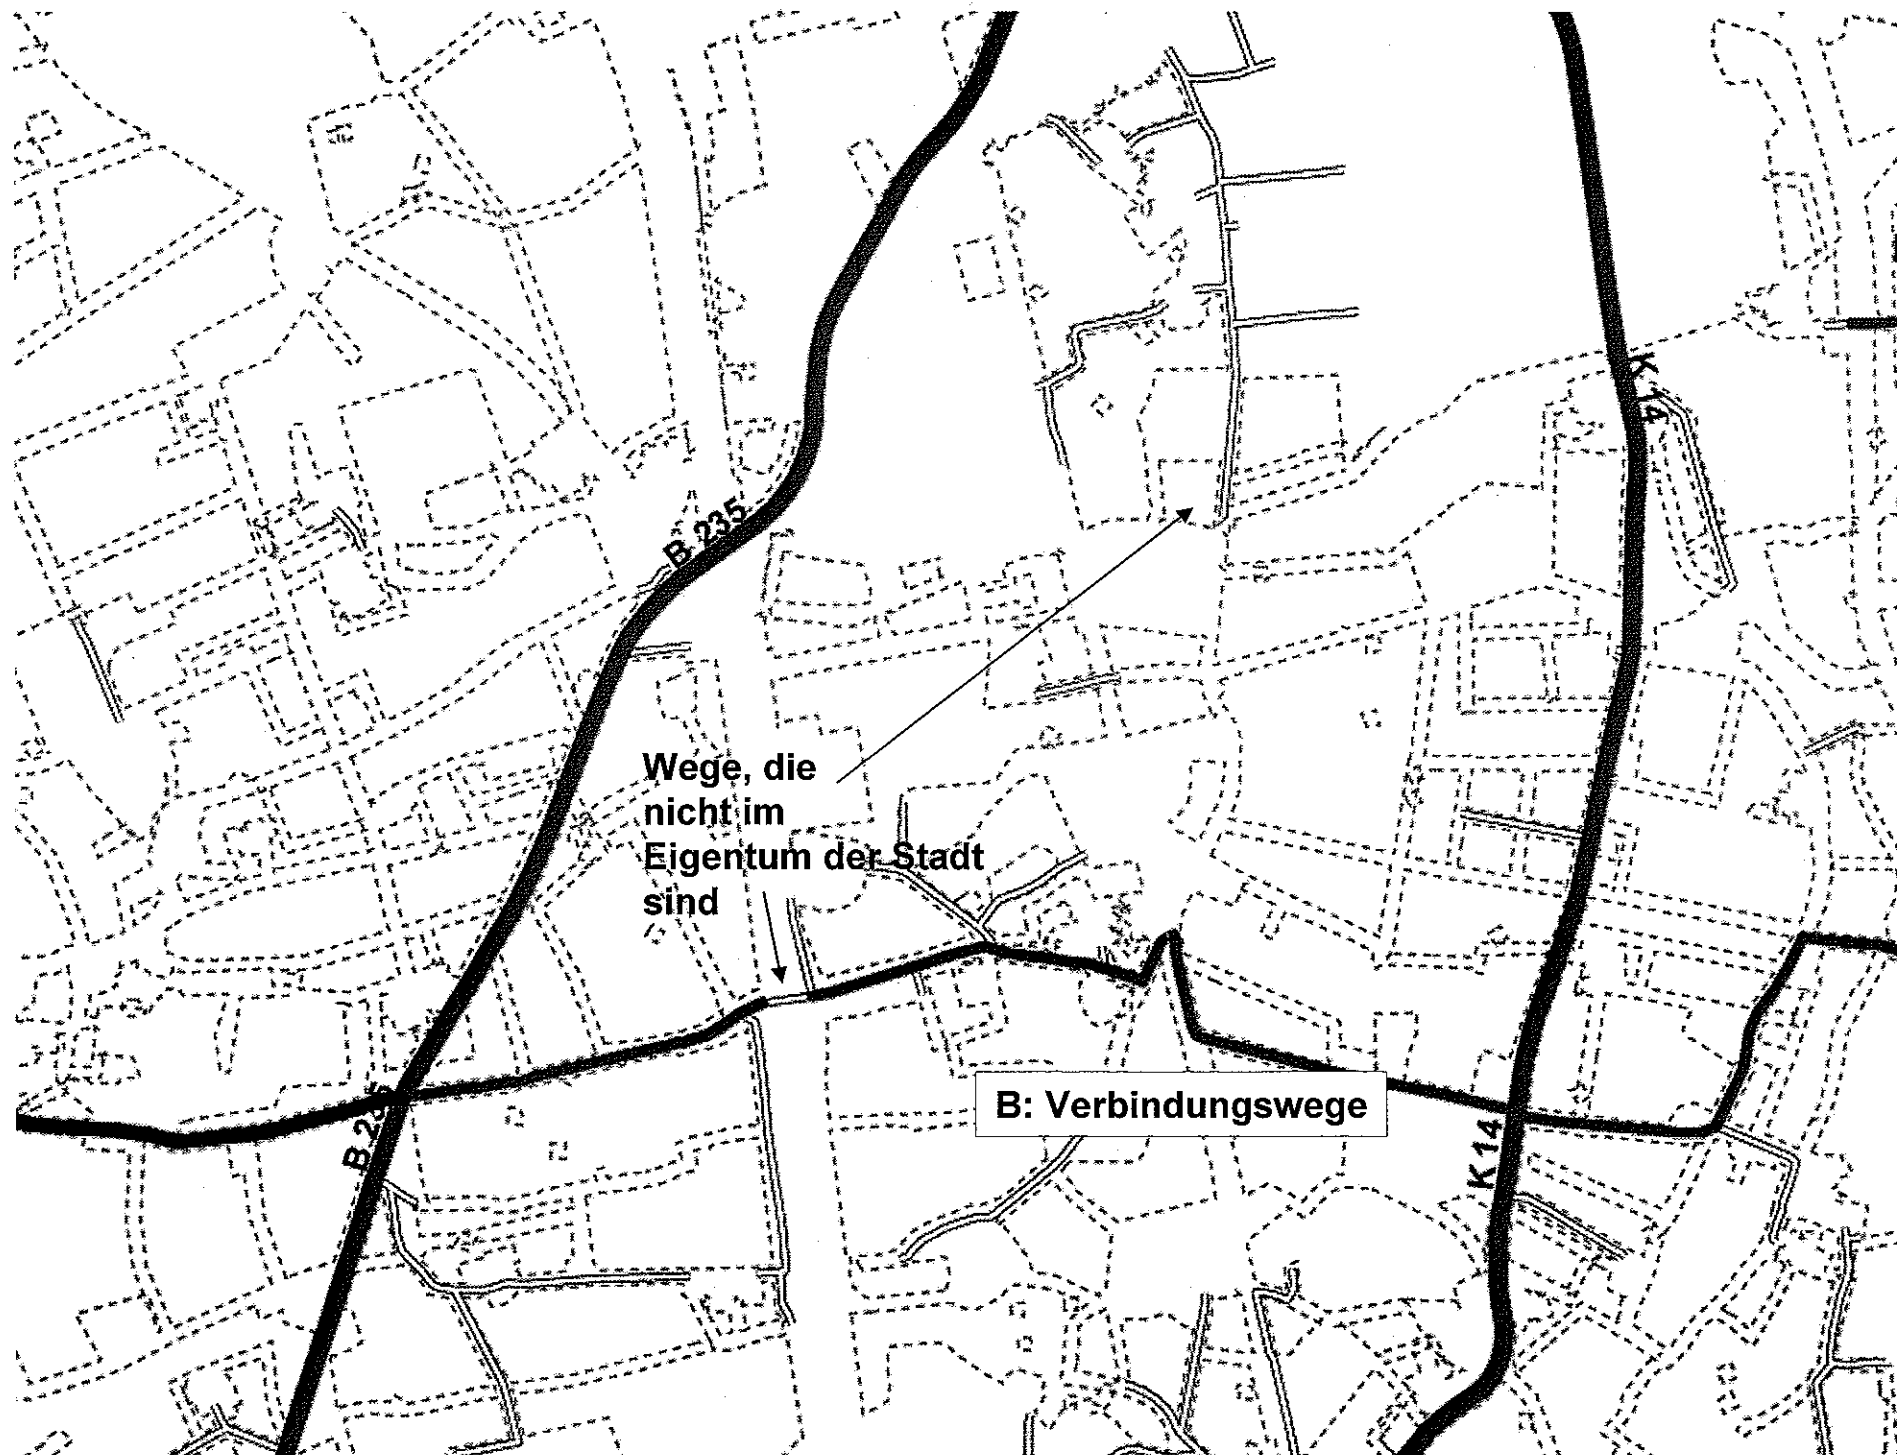 K 14
B 235
Wege, die
nicht im
Eigentum der Stadt
sind
B: Verbindungswege
B 235
K 14